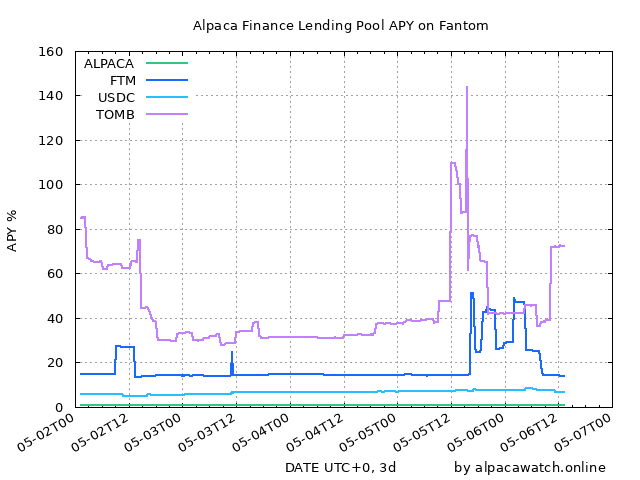 Alpaca Finance Lending Pool APY on Fantom
160
140
120
100
80
60
40
20
0
APY %
ALPACA
FTM
USDC
TOMB
05-02T00
05-02T12
05-03T00
05-03T12
05-04T00
05-04T12
05-05T00
05-05T12
05-06T00
05-06T12
05-07T00
DATE UTC+0, 3d
by alpacawatch.online